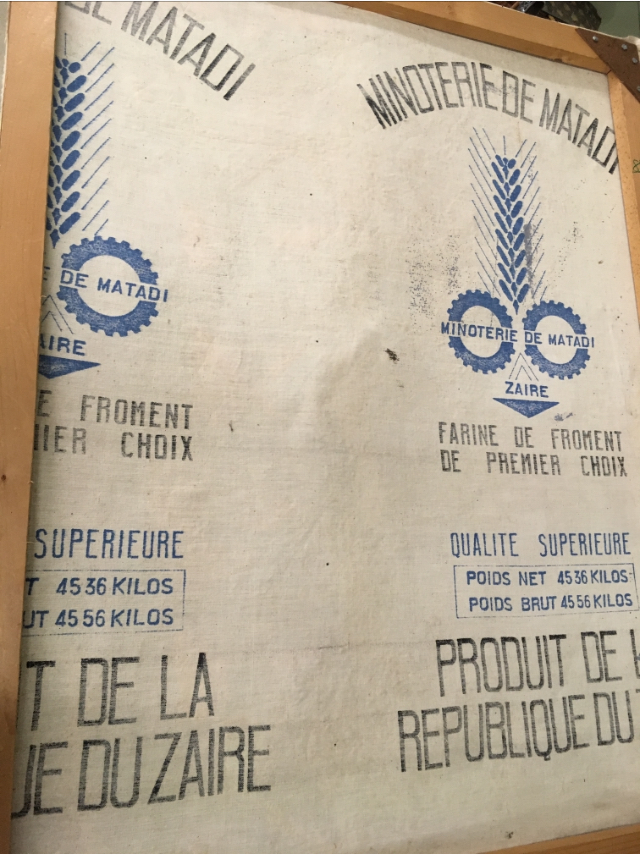 DE MATADI
E DE MATADI
AIRE
E FROMENT
MIER CHOIX
SUPERIEURE
T 45 36 KILOS
UT 45 56 KILOS
T DE LA
UE DU ZAIRE
MINOTERIE DE MATADI
MINOTERIE DE MATADI
ZAIRE
FARINE DE FROMENT
DE PREMIER CHOIX
QUALITE SUPERIEURE
POIDS NET 45 36 KILOS
POIDS BRUT 45 56 KILOS
PRODUIT DE
REPUBLIQUE DU